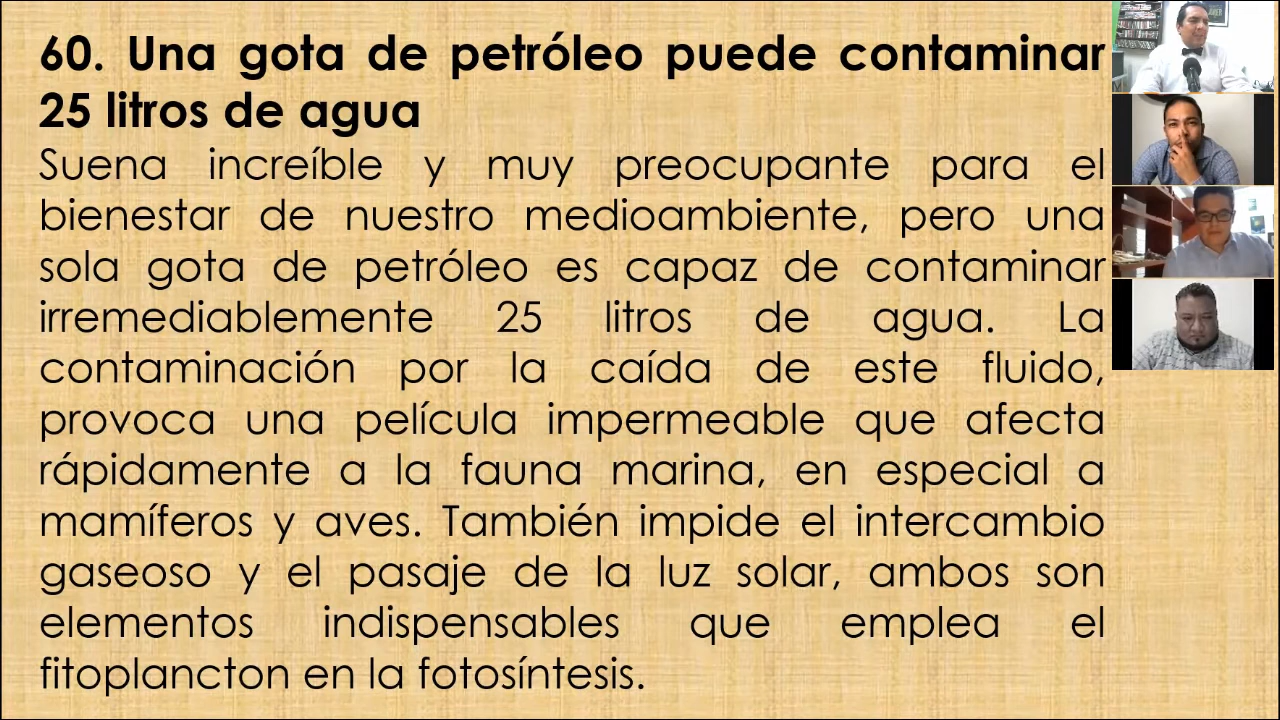 60. Una gota de petróleo puede contaminar
25 litros de agua
Suena increíble y muy preocupante para el
bienestar de nuestro medioambiente, pero una
sola gota de petróleo es capaz de contaminar
irremediablemente 25 litros de agua. La
contaminación por la caída de este fluido,
provoca una película impermeable que afecta
rápidamente a la fauna marina, en especial a
mamíferos y aves. También impide el intercambio
gaseoso y el pasaje de la luz solar, ambos son
elementos indispensables que emplea el
fitoplancton en la fotosíntesis.